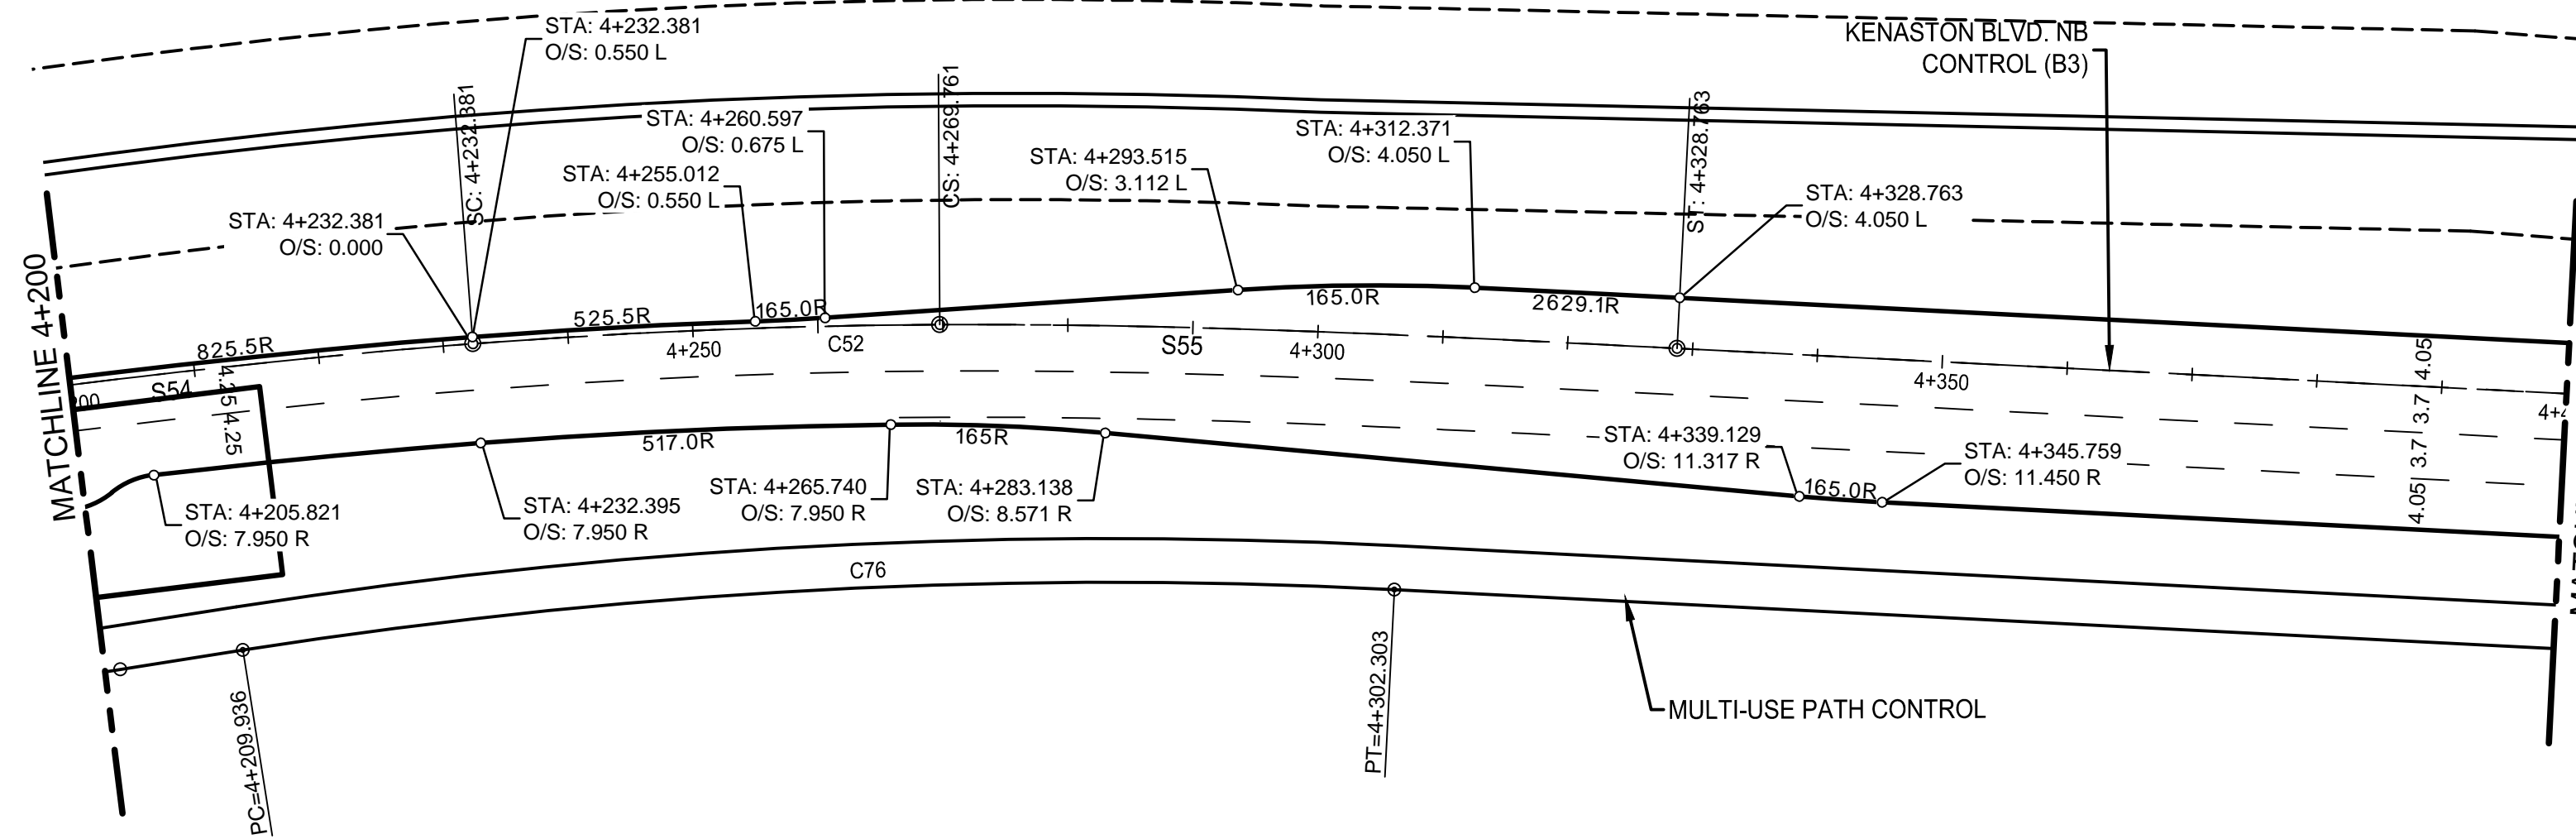 STA: 4+232.381
O/S: 0.550 L
KENASTON BLVD. NB
CONTROL (B3)
SC: 4+232.381
CS: 4+269.761
ST: 4+328.763
STA: 4+260.597
O/S: 0.675 L
STA: 4+312.371
O/S: 4.050 L
STA: 4+293.515
O/S: 3.112 L
STA: 4+255.012
O/S: 0.550 L
STA: 4+328.763
O/S: 4.050 L
STA: 4+232.381
O/S: 0.000
MATCHLINE 4+200
825.5R
525.5R
165.0R
165.0R
2629.1R
4+250
C52
S55
4+300
4+350
S54
4.25
4.25
4.05
3.7
3.7
4.05
517.0R
165R
STA: 4+339.129
O/S: 11.317 R
165.0R
STA: 4+345.759
O/S: 11.450 R
STA: 4+205.821
O/S: 7.950 R
STA: 4+232.395
O/S: 7.950 R
STA: 4+265.740
O/S: 7.950 R
STA: 4+283.138
O/S: 8.571 R
C76
PC=4+209.936
PT=4+302.303
MULTI-USE PATH CONTROL